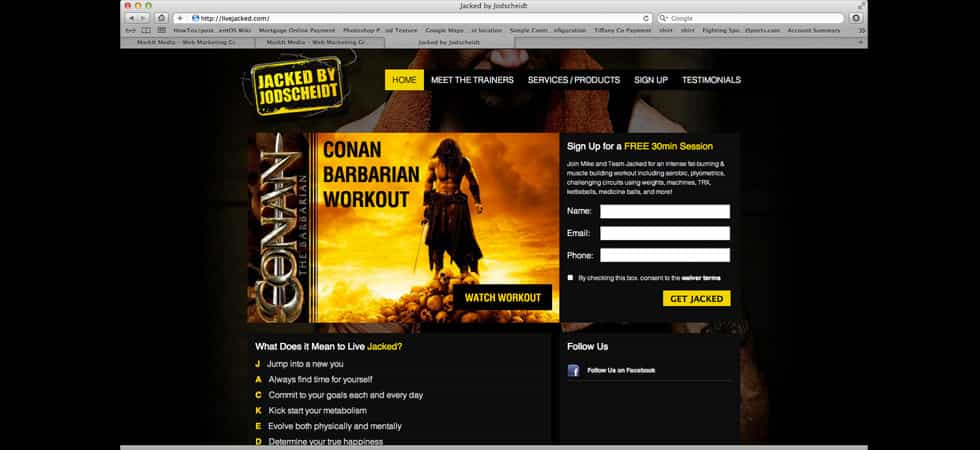 Jacked by Jodscheidt
http://livejacked.com/
Google
HowTos/post...entOS Wiki Mortgage Online Payment Photoshop P...od Texture Google Maps...st location Simple Cont...nfiguration Tiffany Co Payment shirt shirt Fighting Spo...dSports.com Account Summary
MorkIt Media – Web Marketing Gr... MorkIt Media – Web Marketing Gr... Jacked by Jodscheidt
JACKED BY
JODSCHEIDT
HOME MEET THE TRAINERS SERVICES / PRODUCTS SIGN UP TESTIMONIALS
CONAN
THE BARBARIAN
CONAN
BARBARIAN
WORKOUT
WATCH WORKOUT
Sign Up for a FREE 30min Session
Join Mike and Team Jacked for an intense fat-burning &
muscle building workout including aerobic, plyometrics,
challenging circuits using weights, machines, TRX,
kettlebells, medicine balls, and more!
Name:
Email:
Phone:
By checking this box, consent to the waiver terms
GET JACKED
What Does it Mean to Live Jacked?
J Jump into a new you
A Always find time for yourself
C Commit to your goals each and every day
K Kick start your metabolism
E Evolve both physically and mentally
D Determine your true happiness
Follow Us
Follow Us on Facebook